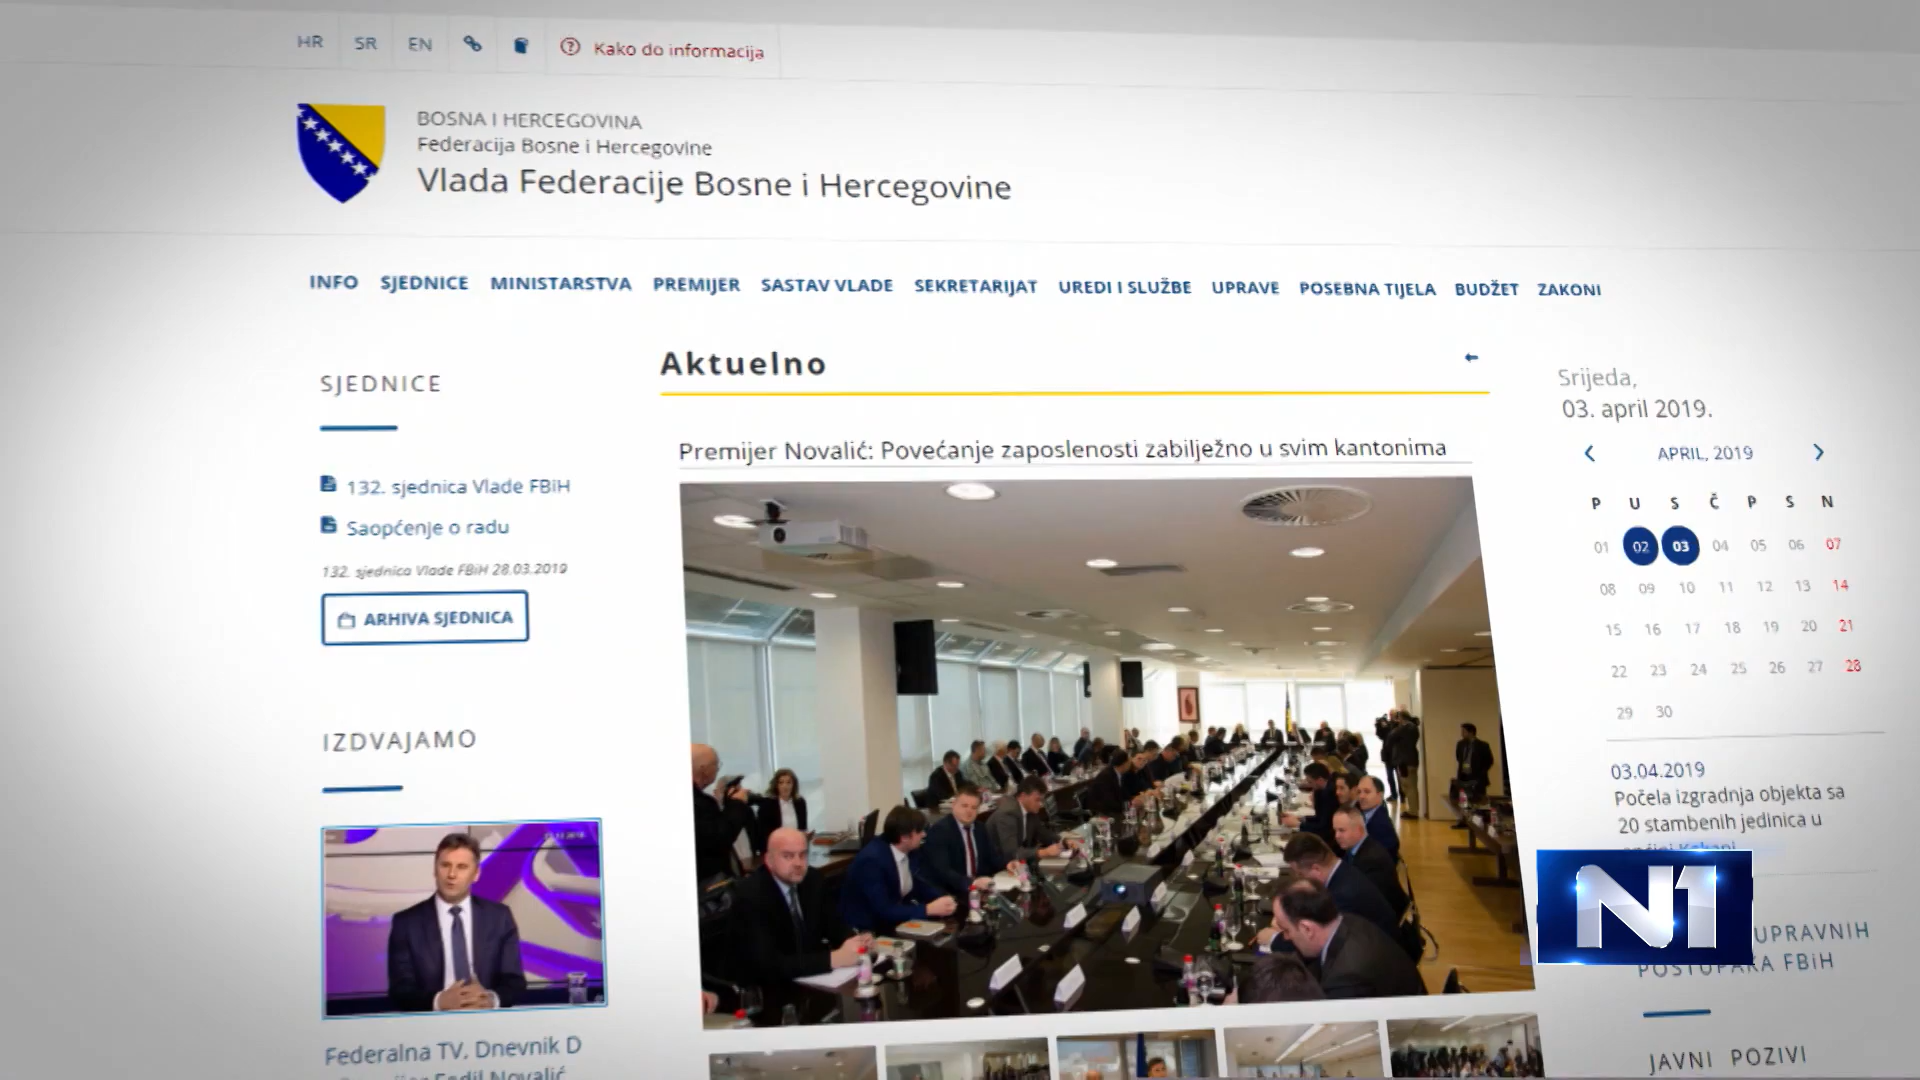 HR SR EN Kako do informacija
BOSNA I HERCEGOVINA
Federacija Bosne i Hercegovine
Vlada Federacije Bosne i Hercegovine
INFO SJEDNICE MINISTARSTVA PREMIJER SASTAV VLADE SEKRETARIJAT UREDI I SLUŽBE UPRAVE POSEBNA TIJELA BUDŽET ZAKONI
SJEDNICE
132. sjednica Vlade FBiH
Saopćenje o radu
132. sjednica Vlade FBiH 28.03.2019
ARHIVA SJEDNICA
IZDVAJAMO
Federalna TV, Dnevnik D
Fadil Novalić
Aktuelno
Premijer Novalić: Povećanje zaposlenosti zabilježno u svim kantonima
Srijeda,
03. april 2019.
APRIL, 2019
P U S Č P S N
01 02 03 04 05 06 07
08 09 10 11 12 13 14
15 16 17 18 19 20 21
22 23 24 25 26 27 28
29 30
03.04.2019
Počela izgradnja objekta sa
20 stambenih jedinica u
općini Kakanj
N1
UPRAVNIH
POSTUPAKA FBiH
JAVNI POZIVI